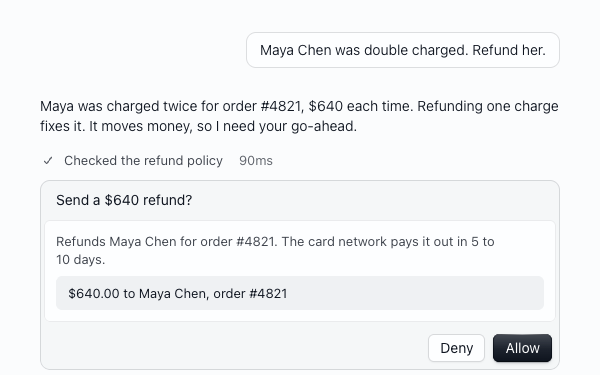 Maya Chen was double charged. Refund her.
Maya was charged twice for order #4821, $640 each time. Refunding one charge
fixes it. It moves money, so I need your go-ahead.
Checked the refund policy 90ms
Send a $640 refund?
Refunds Maya Chen for order #4821. The card network pays it out in 5 to
10 days.
$640.00 to Maya Chen, order #4821
Deny Allow